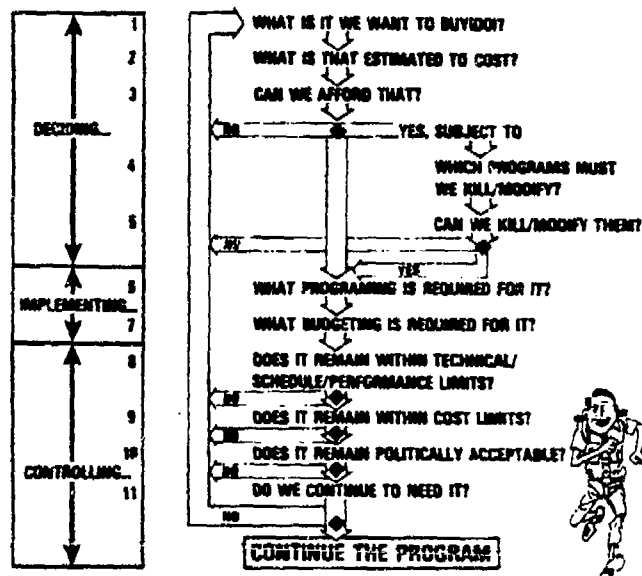 1 WHAT IS IT WE WANT TO BUY(DO)?
2 WHAT IS THAT ESTIMATED TO COST?
3 CAN WE AFFORD THAT?
DECIDING...
NO
YES, SUBJECT TO
4 WHICH PROGRAMS MUST
WE KILL/MODIFY?
5 CAN WE KILL/MODIFY THEM?
NO
YES
6 WHAT PROGRAMING IS REQUIRED FOR IT?
IMPLEMENTING...
7 WHAT BUDGETING IS REQUIRED FOR IT?
8 DOES IT REMAIN WITHIN TECHNICAL/
SCHEDULE/PERFORMANCE LIMITS?
NO
9 DOES IT REMAIN WITHIN COST LIMITS?
NO
10 DOES IT REMAIN POLITICALLY ACCEPTABLE?
CONTROLLING...
NO
11 DO WE CONTINUE TO NEED IT?
NO
CONTINUE THE PROGRAM